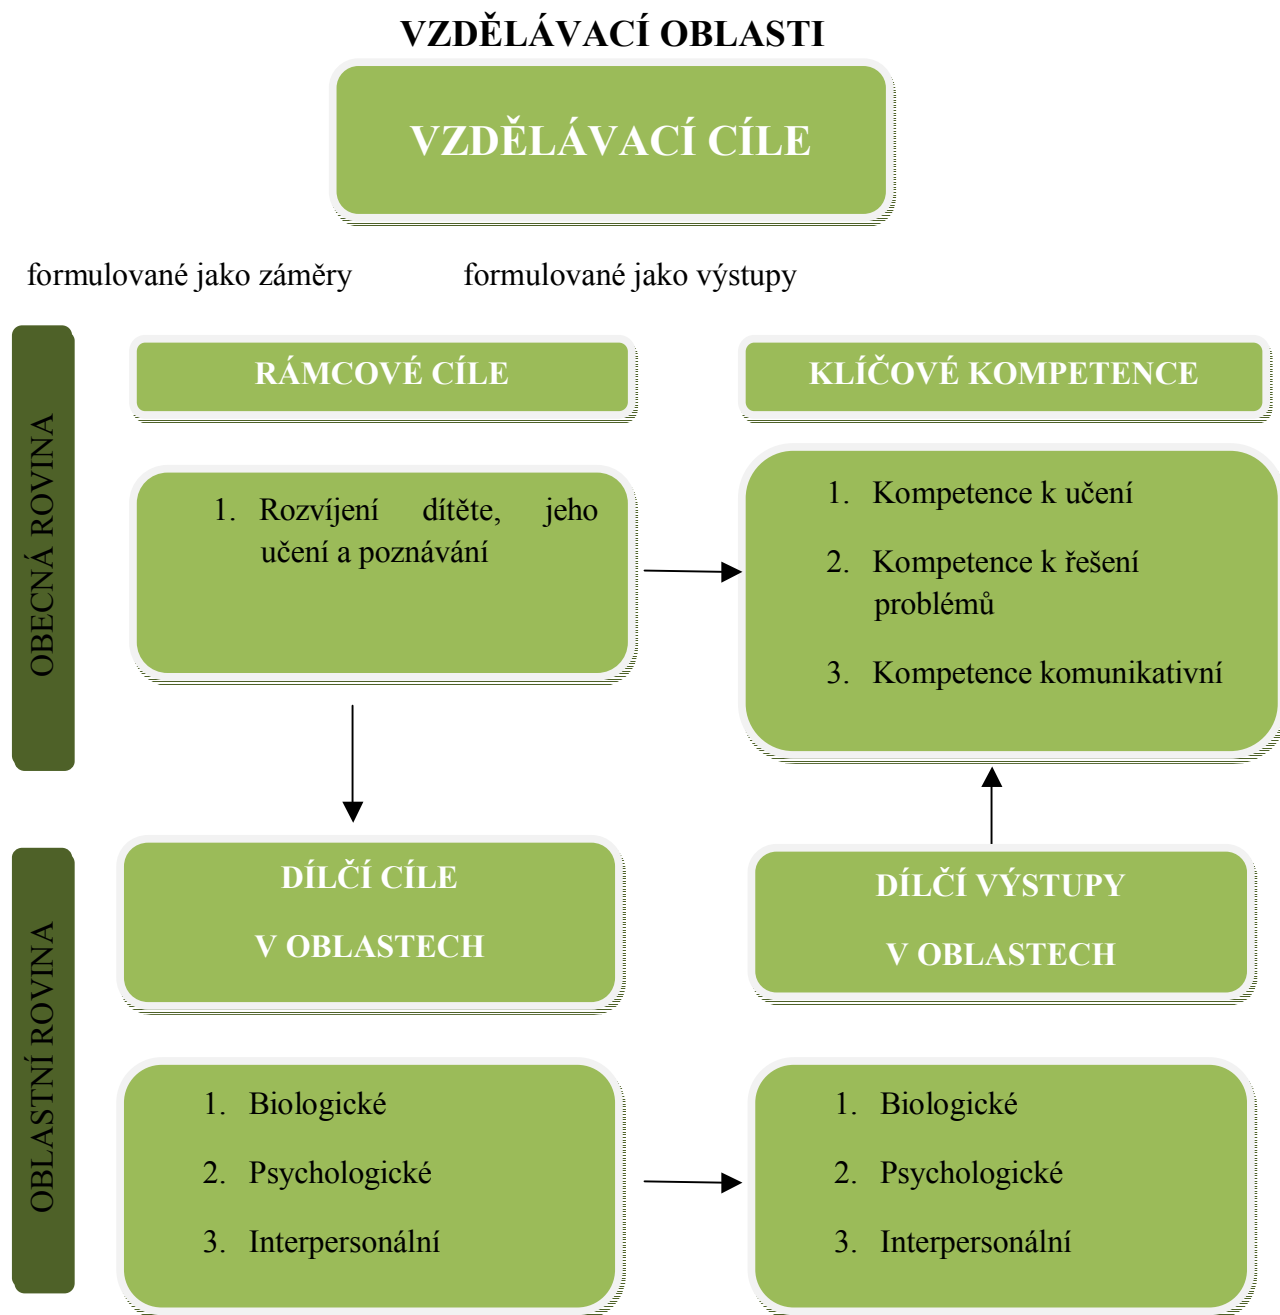 VZDĚLÁVACÍ OBLASTI
VZDĚLÁVACÍ CÍLE
formulované jako záměry
formulované jako výstupy
OBECNÁ ROVINA
RÁMCOVÉ CÍLE
1. Rozvíjení dítěte, jeho
učení a poznávání
KLÍČOVÉ KOMPETENCE
1. Kompetence k učení
2. Kompetence k řešení
problémů
3. Kompetence komunikativní
OBLASTNÍ ROVINA
DÍLČÍ CÍLE
V OBLASTECH
DÍLČÍ VÝSTUPY
V OBLASTECH
1. Biologické
2. Psychologické
3. Interpersonální
1. Biologické
2. Psychologické
3. Interpersonální